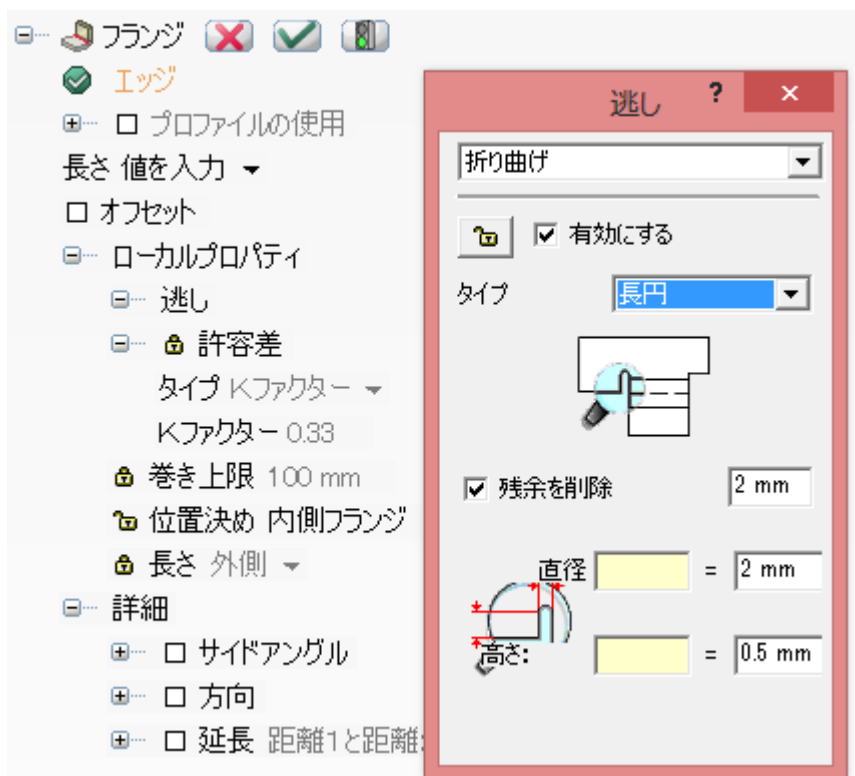 フランジ
エッジ
プロファイルの使用
長さ 値を入力
オフセット
ローカルプロパティ
逃し
許容差
タイプ Kファクター
Kファクター 0.33
巻き上限 100 mm
位置決め 内側フランジ
長さ 外側
詳細
サイドアングル
方向
延長 距離1と距離
逃し ? ×
折り曲げ
有効にする
タイプ 長円
残余を削除 2 mm
直径 = 2 mm
高さ: = 0.5 mm